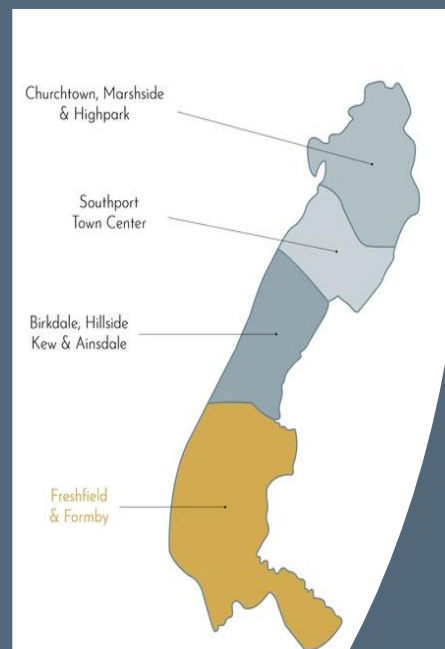 Churchtown, Marshside
& Highpark
Southport
Town Center
Birkdale, Hillside
Kew & Ainsdale
Freshfield
& Formby